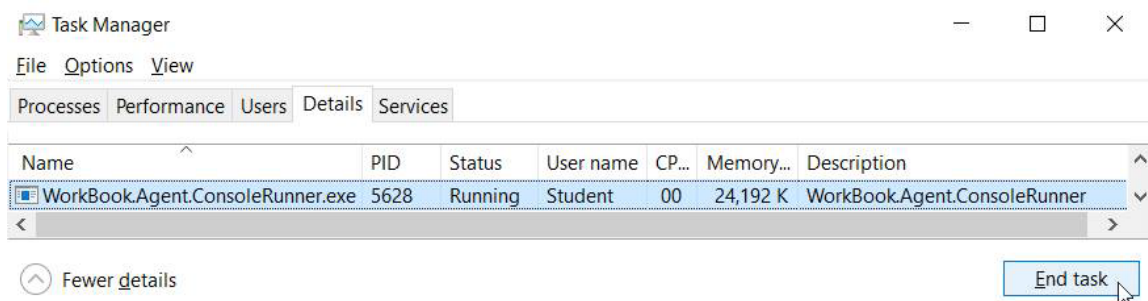 Task Manager
File Options View
Processes Performance Users Details Services
Name PID Status User name CP... Memory... Description
WorkBook.Agent.ConsoleRunner.exe 5628 Running Student 00 24,192 K WorkBook.Agent.ConsoleRunner
Fewer details End task